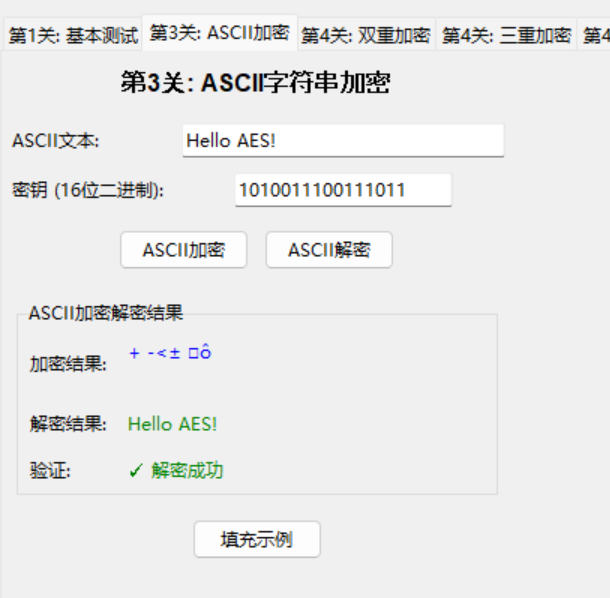 第1关: 基本测试 第3关: ASCII加密 第4关: 双重加密 第4关: 三重加密 第4
第3关: ASCII字符串加密
ASCII文本: Hello AES!
密钥 (16位二进制): 1010011100111011
ASCII加密 ASCII解密
ASCII加密解密结果
加密结果: + -<± □ô
解密结果: Hello AES!
验证: ✓ 解密成功
填充示例